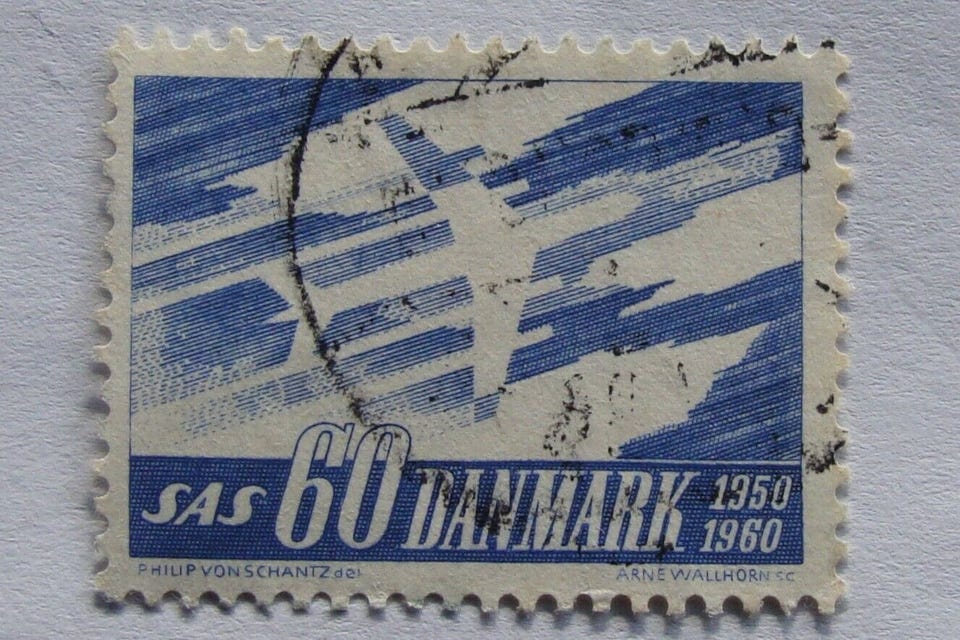 SAS 60 DANMARK 1950
1960
PHILIP VON SCHANTZ del ARNE WALLHORN SC